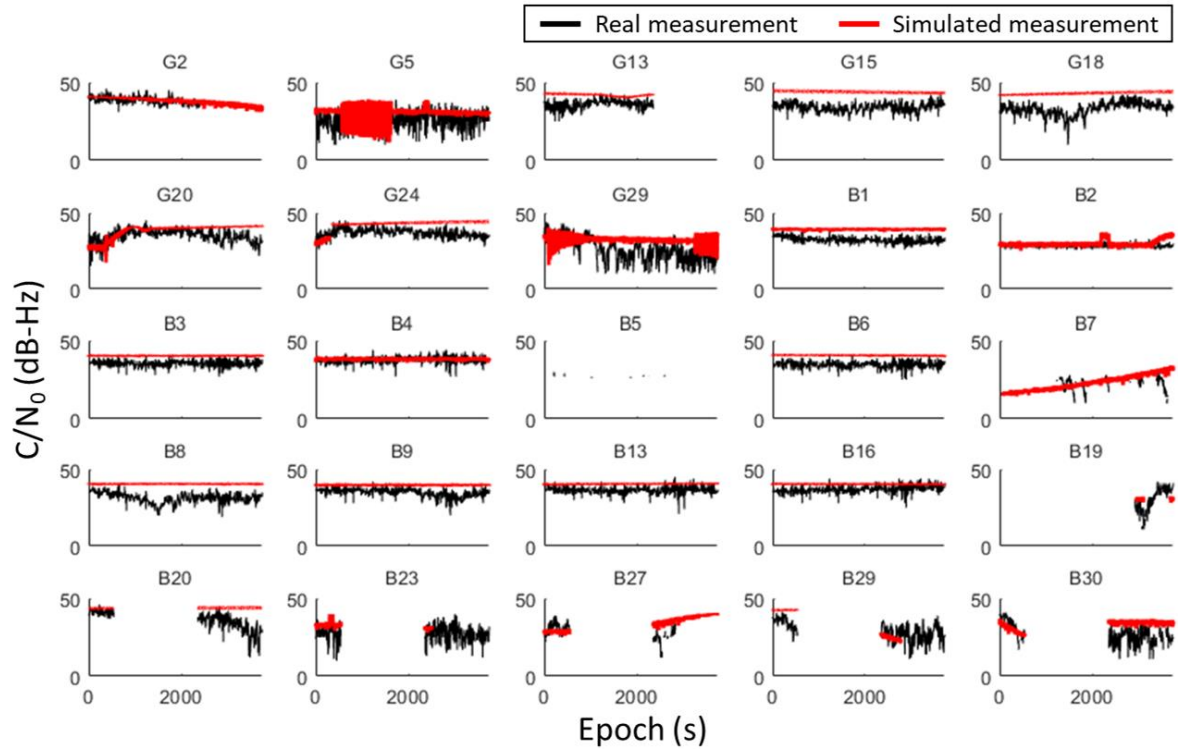 Real measurement Simulated measurement
G2 G5 G13 G15 G18
50 50 50 50 50
0 0 0 0 0
G20 G24 G29 B1 B2
50 50 50 50 50
0 0 0 0 0
B3 B4 B5 B6 B7
50 50 50 50 50
0 0 0 0 0
B8 B9 B13 B16 B19
50 50 50 50 50
0 0 0 0 0
B20 B23 B27 B29 B30
50 50 50 50 50
0 0 0 0 0
0 2000 0 2000 0 2000 0 2000 0 2000
C/N0 (dB-Hz)
Epoch (s)